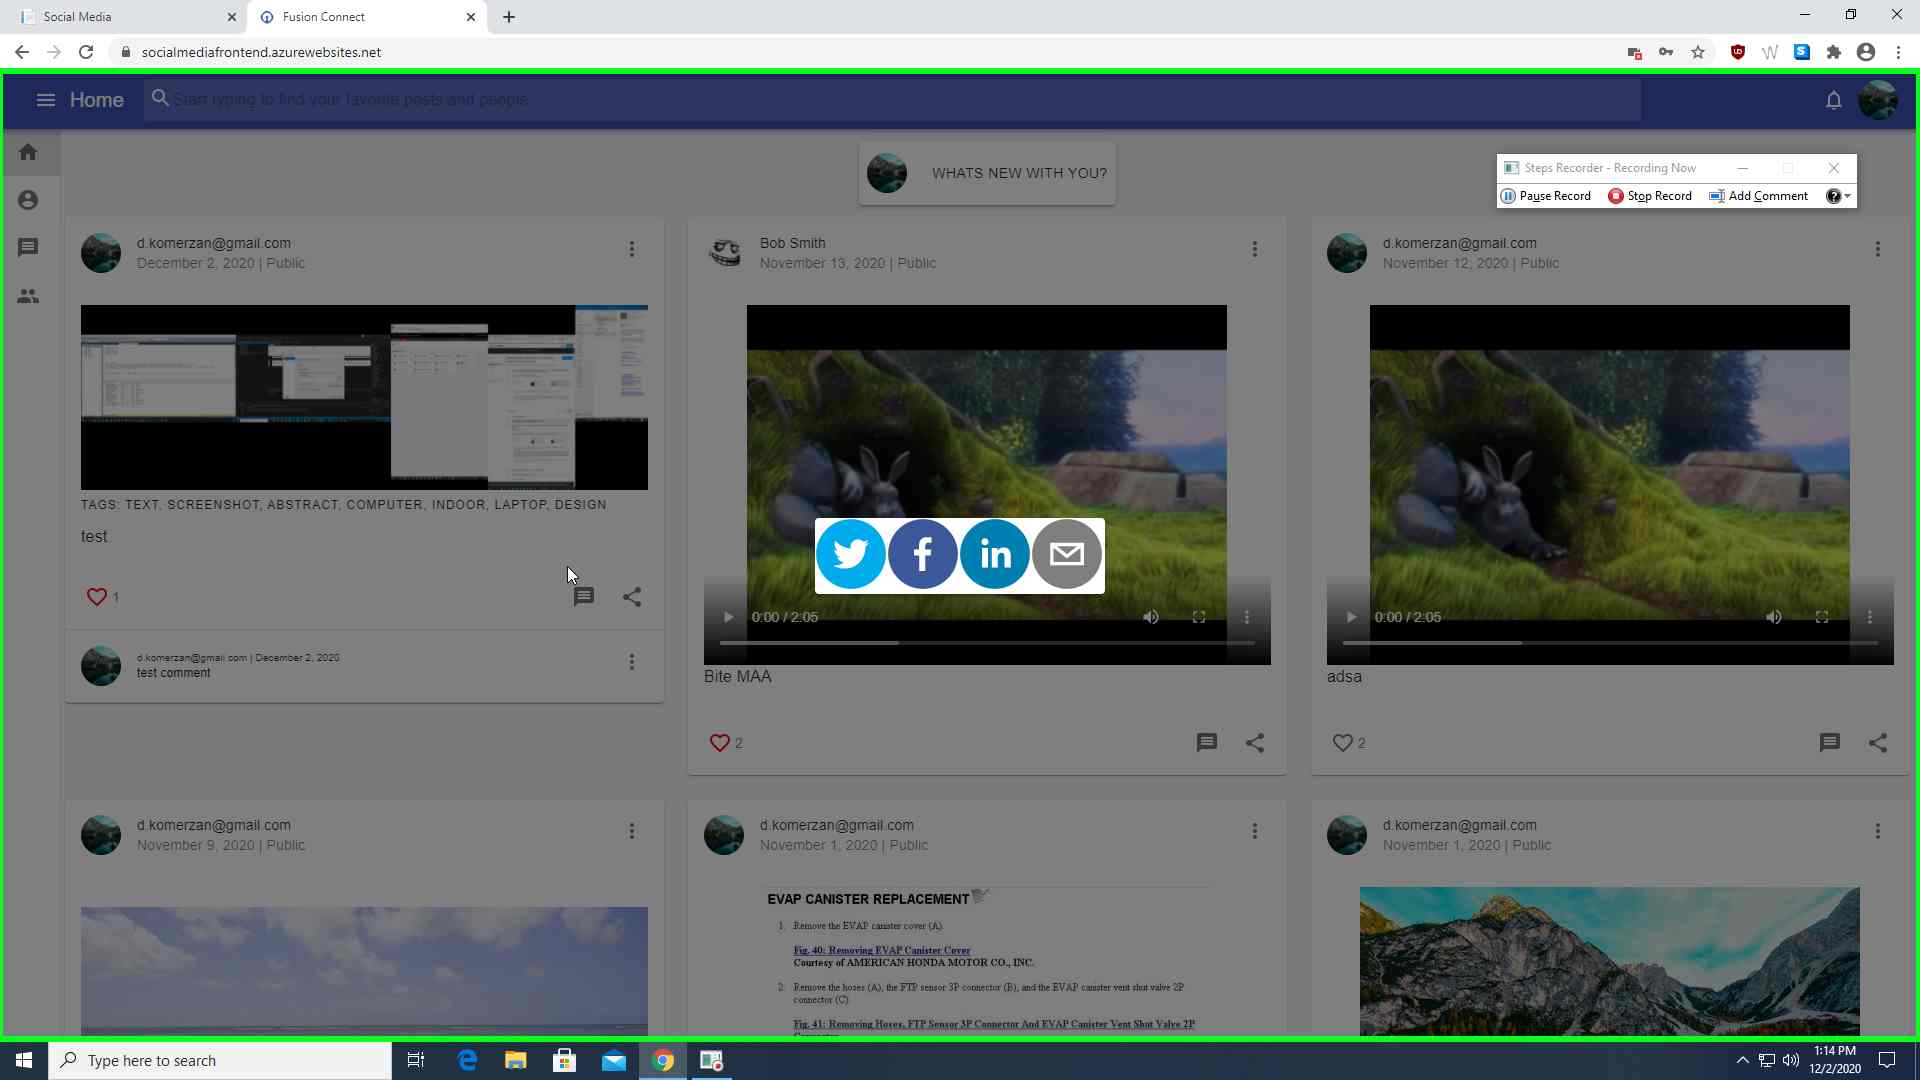 Social Media
Fusion Connect
socialmediafrontend.azurewebsites.net
Home
Start typing to find your favorite posts and people
WHATS NEW WITH YOU?
Steps Recorder - Recording Now
Pause Record
Stop Record
Add Comment
d.komerzan@gmail.com
December 2, 2020 | Public
TAGS: TEXT, SCREENSHOT, ABSTRACT, COMPUTER, INDOOR, LAPTOP, DESIGN
test
1
d.komerzan@gmail.com | December 2, 2020
test comment
Bob Smith
November 13, 2020 | Public
0:00 / 2:05
Bite MAA
2
d.komerzan@gmail.com
November 12, 2020 | Public
0:00 / 2:05
adsa
2
d.komerzan@gmail.com
November 9, 2020 | Public
d.komerzan@gmail.com
November 1, 2020 | Public
EVAP CANISTER REPLACEMENT
1. Remove the EVAP canister cover (A).
Fig. 40: Removing EVAP Canister Cover
Courtesy of AMERICAN HONDA MOTOR CO., INC.
2. Remove the hoses (A), the FTP sensor 3P connector (B), and the EVAP canister vent shut valve 2P
connector (C).
Fig. 41: Removing Hoses, FTP Sensor 3P Connector And EVAP Canister Vent Shut Valve 2P
d.komerzan@gmail.com
November 1, 2020 | Public
Type here to search
1:14 PM
12/2/2020